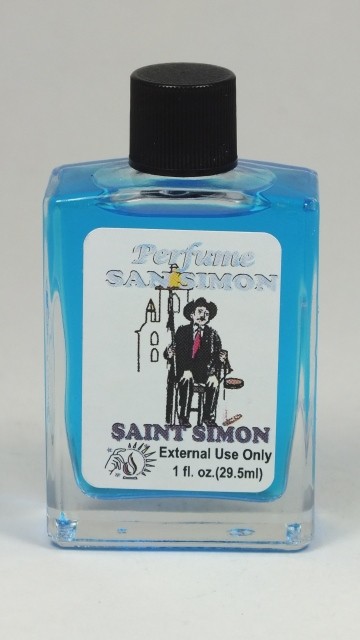 Perfume
SAN SIMON
SAINT SIMON
External Use Only
1 fl. oz.(29.5ml)